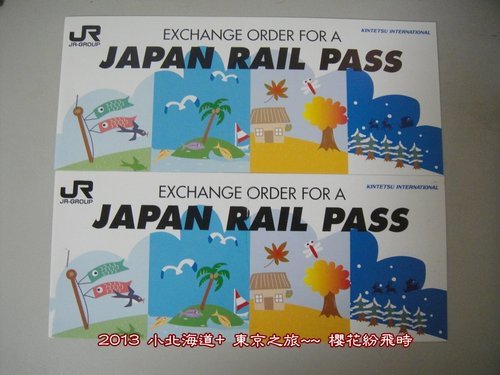 JR
JR-GROUP
EXCHANGE ORDER FOR A
KINTETSU INTERNATIONAL
JAPAN RAIL PASS
JR
JR-GROUP
EXCHANGE ORDER FOR A
KINTETSU INTERNATIONAL
JAPAN RAIL PASS
2013 小北海道+ 東京之旅~~ 櫻花紛飛時